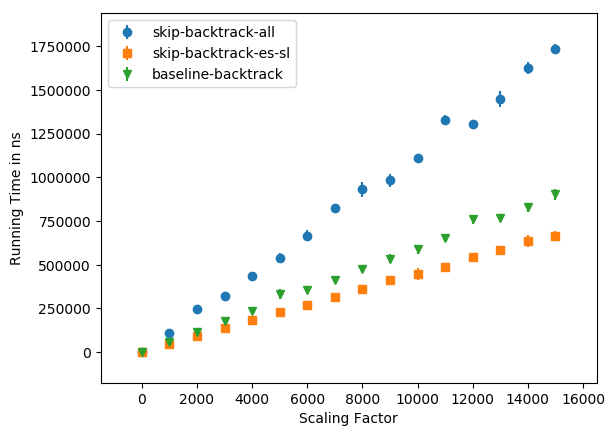 skip-backtrack-all
skip-backtrack-es-sl
baseline-backtrack
1750000
1500000
1250000
1000000
750000
500000
250000
0
Running Time in ns
0 2000 4000 6000 8000 10000 12000 14000 16000
Scaling Factor